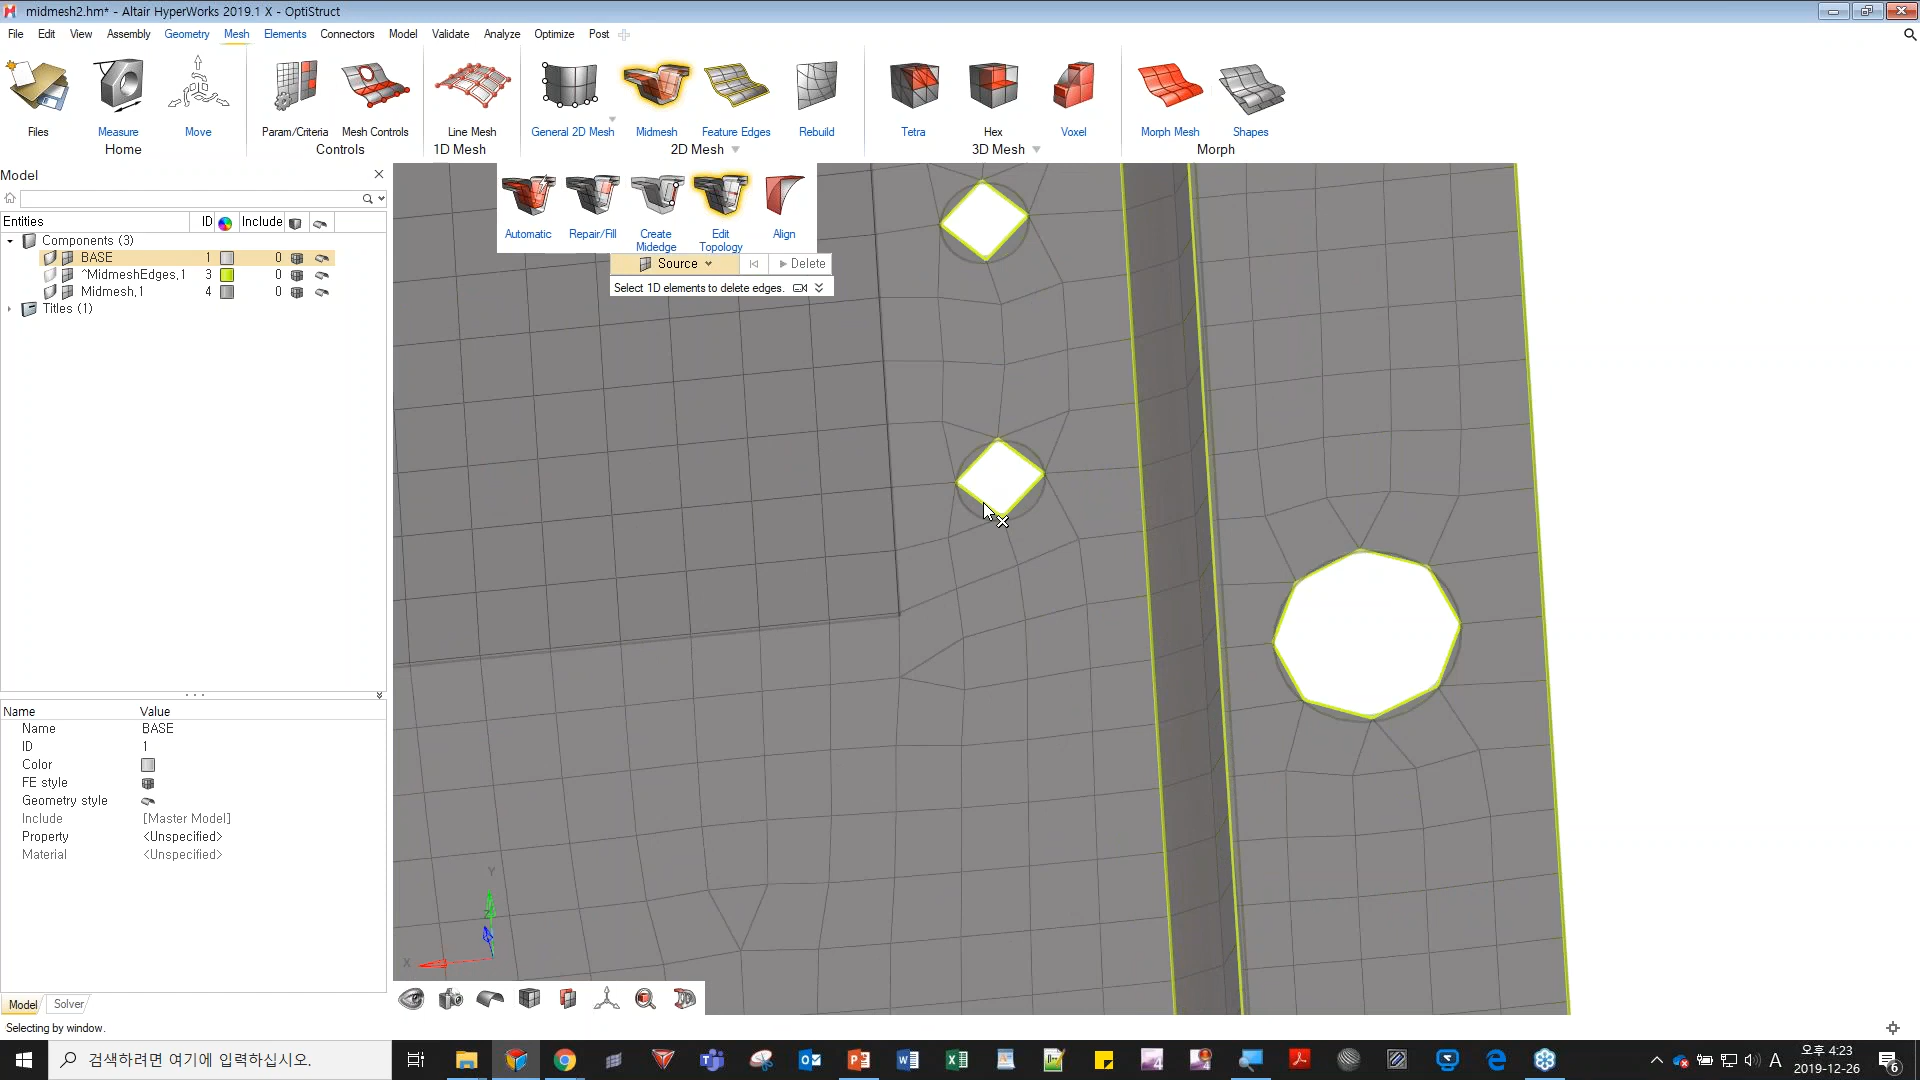 midmesh2.hm* - Altair HyperWorks 2019.1 X - OptiStruct
File Edit View Assembly Geometry Mesh Elements Connectors Model Validate Analyze Optimize Post
Files Measure Move Param/Criteria Mesh Controls Line Mesh General 2D Mesh Midmesh Feature Edges Rebuild Tetra Hex Voxel Morph Mesh Shapes
Home Controls 1D Mesh 2D Mesh 3D Mesh Morph
Model
Automatic Repair/Fill Create Midedge Edit Topology Align
Source Delete
Select 1D elements to delete edges.
Entities ID Include
Components (3)
BASE 1 0
^MidmeshEdges,1 3 0
Midmesh,1 4 0
Titles (1)
Name Value
Name BASE
ID 1
Color
FE style
Geometry style
Include [Master Model]
Property <Unspecified>
Material <Unspecified>
Y
Z
X
Model Solver
Selecting by window.
검색하려면 여기에 입력하십시오.
A
오후 4:23
2019-12-26
6